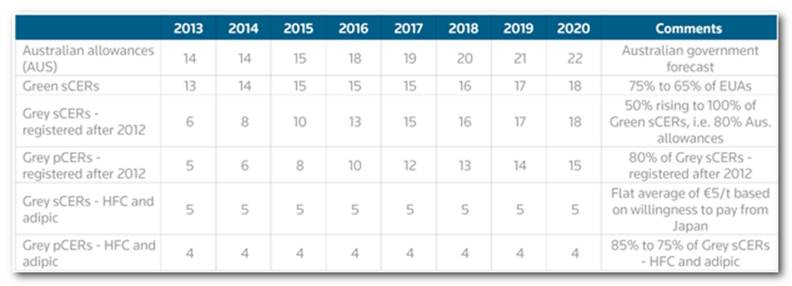 2013 2014 2015 2016 2017 2018 2019 2020 Comments
Australian allowances (AUS) 14 14 15 18 19 20 21 22 Australian government forecast
Green sCERs 13 14 15 15 15 16 17 18 75% to 65% of EUAs
Grey sCERs - registered after 2012 6 8 10 13 15 16 17 18 50% rising to 100% of Green sCERs, i.e. 80% Aus. allowances
Grey pCERs - registered after 2012 5 6 8 10 12 13 14 15 80% of Grey sCERs - registered after 2012
Grey sCERs - HFC and adipic 5 5 5 5 5 5 5 5 Flat average of €5/t based on willingness to pay from Japan
Grey pCERs - HFC and adipic 4 4 4 4 4 4 4 4 85% to 75% of Grey sCERs - HFC and adipic